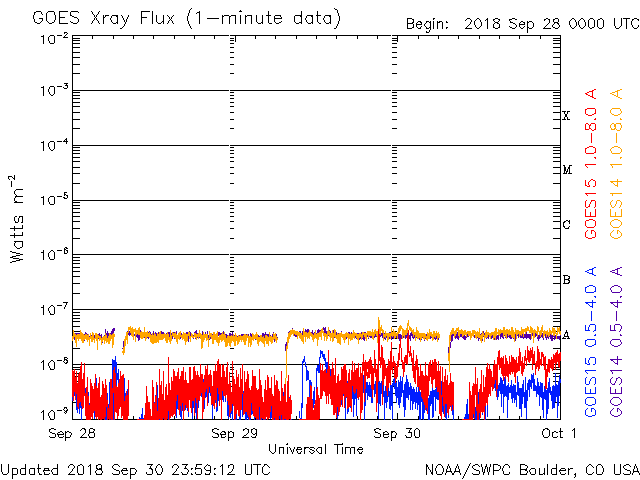 GOES Xray Flux (1-minute data)
Begin: 2018 Sep 28 0000 UTC
10⁻²
10⁻³
10⁻⁴
10⁻⁵
10⁻⁶
10⁻⁷
10⁻⁸
10⁻⁹
Watts m⁻²
X
M
C
B
A
GOES15 1.0-8.0 A
GOES14 1.0-8.0 A
GOES15 0.5-4.0 A
GOES14 0.5-4.0 A
Sep 28 Sep 29 Sep 30 Oct 1
Universal Time
Updated 2018 Sep 30 23:59:12 UTC
NOAA/SWPC Boulder, CO USA